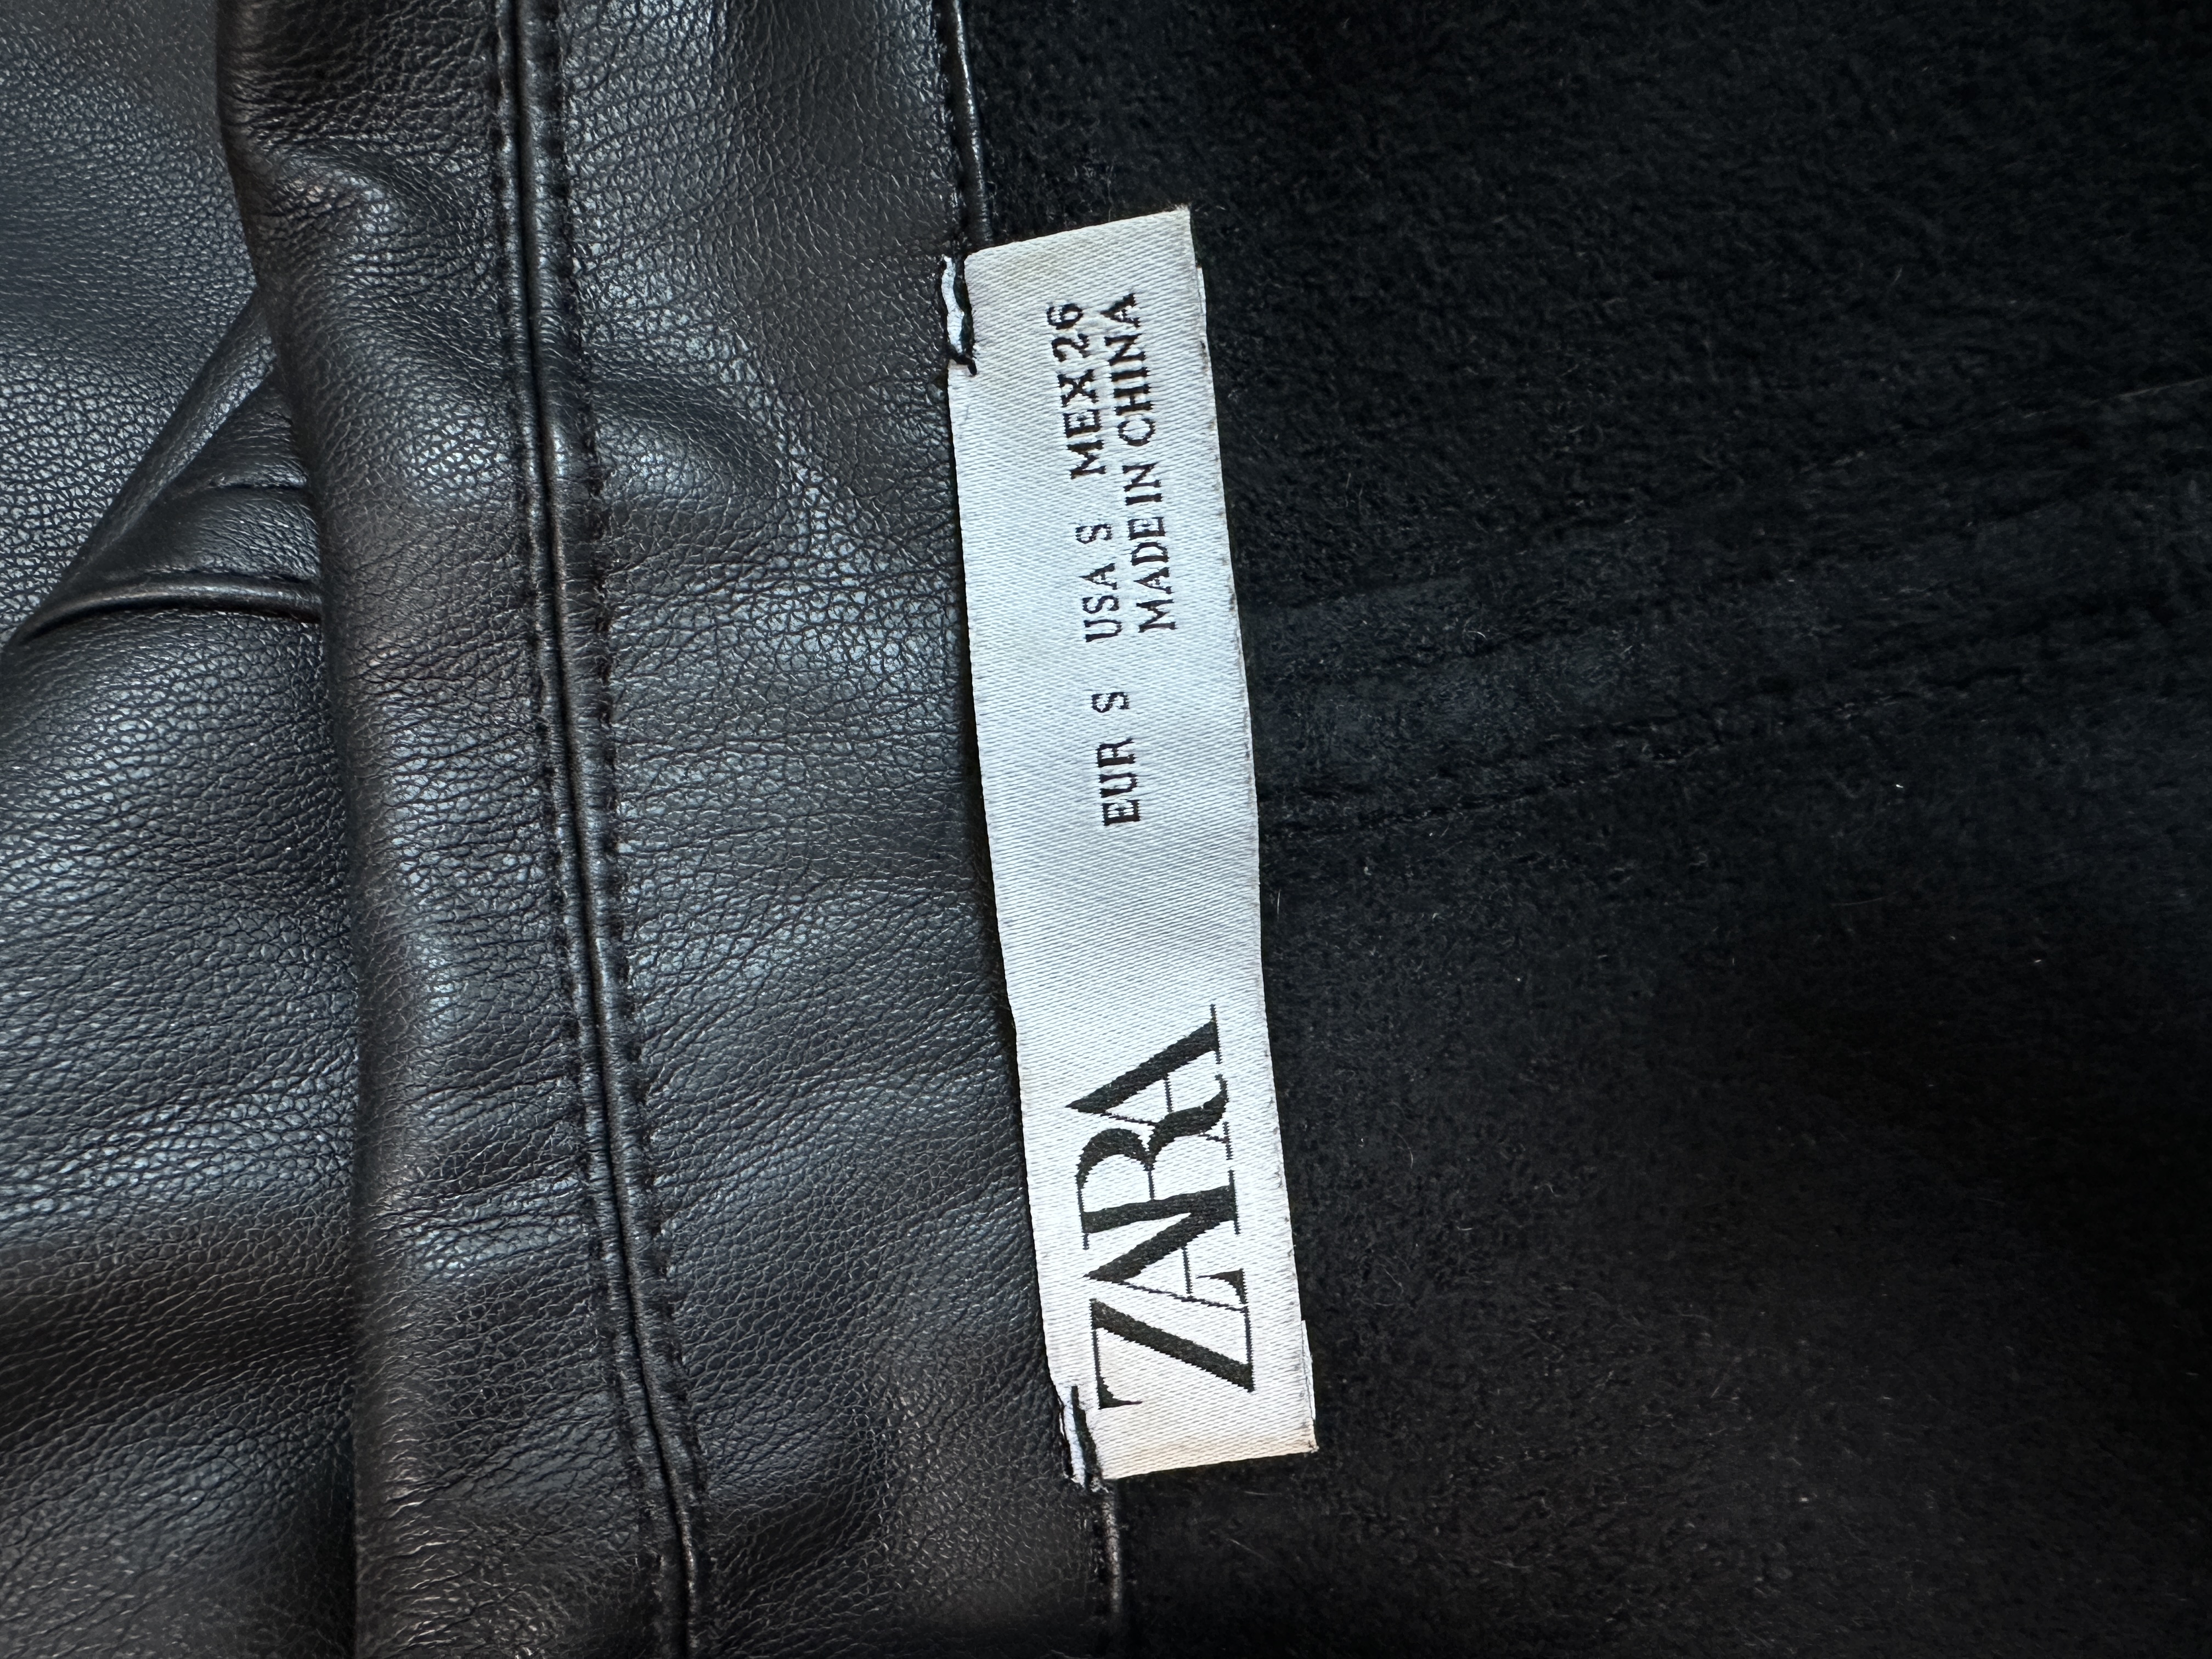 ZARA
EUR S USA S MEX 26
MADE IN CHINA